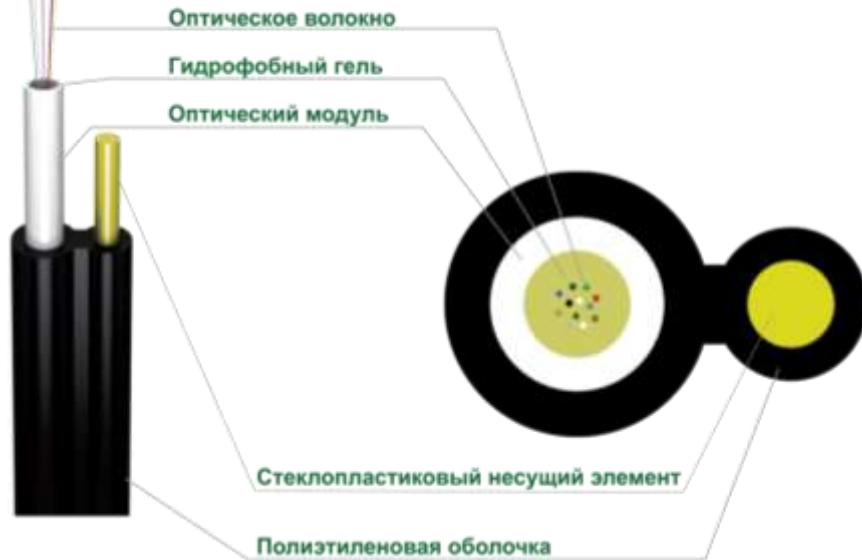 Оптическое волокно
Гидрофобный гель
Оптический модуль
Стеклопластиковый несущий элемент
Полиэтиленовая оболочка